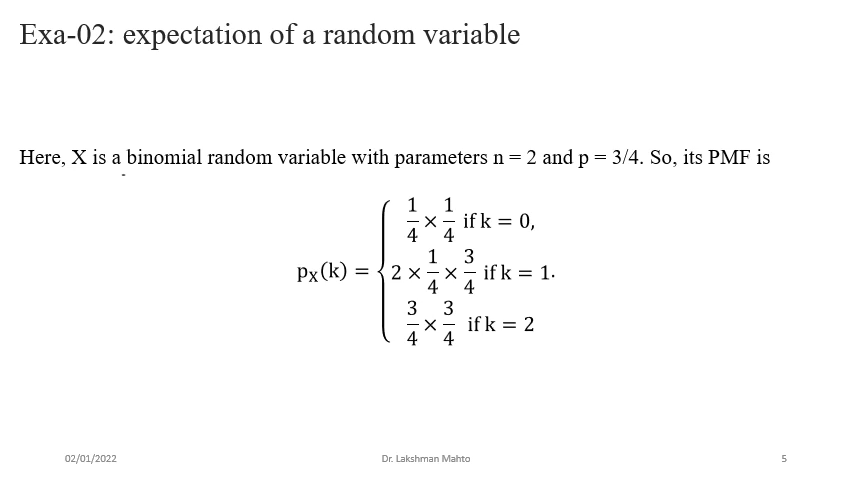 Exa-02: expectation of a random variable
Here, X is a binomial random variable with parameters n = 2 and p = 3/4. So, its PMF is
pₓ(k) = { 1/4 × 1/4 if k = 0,
2 × 1/4 × 3/4 if k = 1.
3/4 × 3/4 if k = 2
02/01/2022 Dr. Lakshman Mahto 5